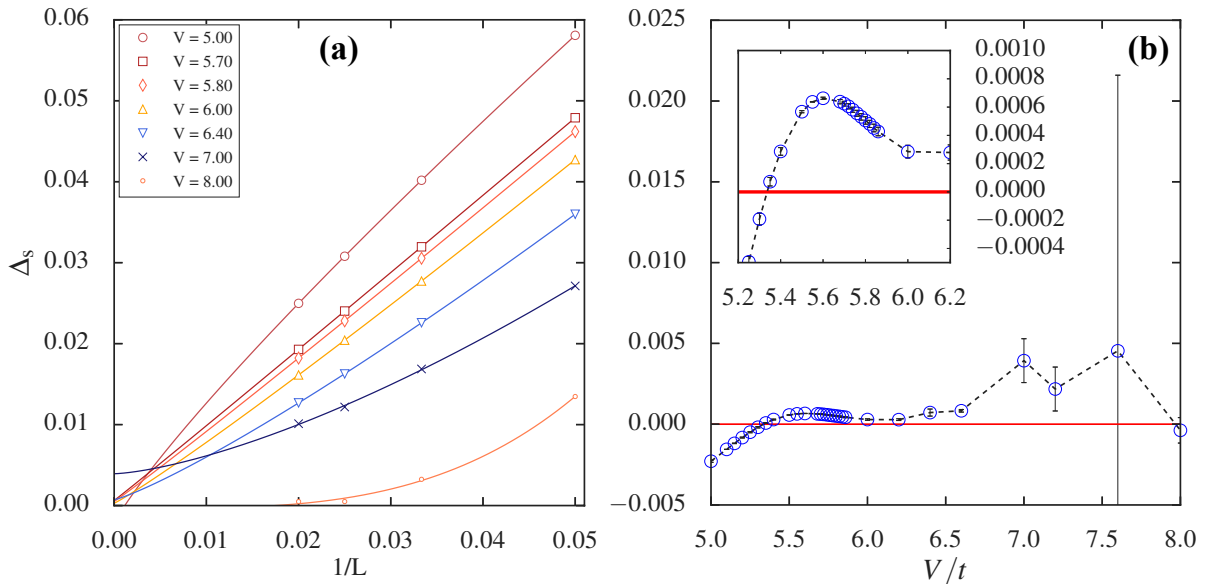 (a)
0.06
0.05
0.04
0.03
0.02
0.01
0.00
Δs
V = 5.00
V = 5.70
V = 5.80
V = 6.00
V = 6.40
V = 7.00
V = 8.00
0.00 0.01 0.02 0.03 0.04 0.05
1/L
(b)
0.025
0.020
0.015
0.010
0.005
0.000
−0.005
0.0010
0.0008
0.0006
0.0004
0.0002
0.0000
−0.0002
−0.0004
5.2 5.4 5.6 5.8 6.0 6.2
5.0 5.5 6.0 6.5 7.0 7.5 8.0
V/t